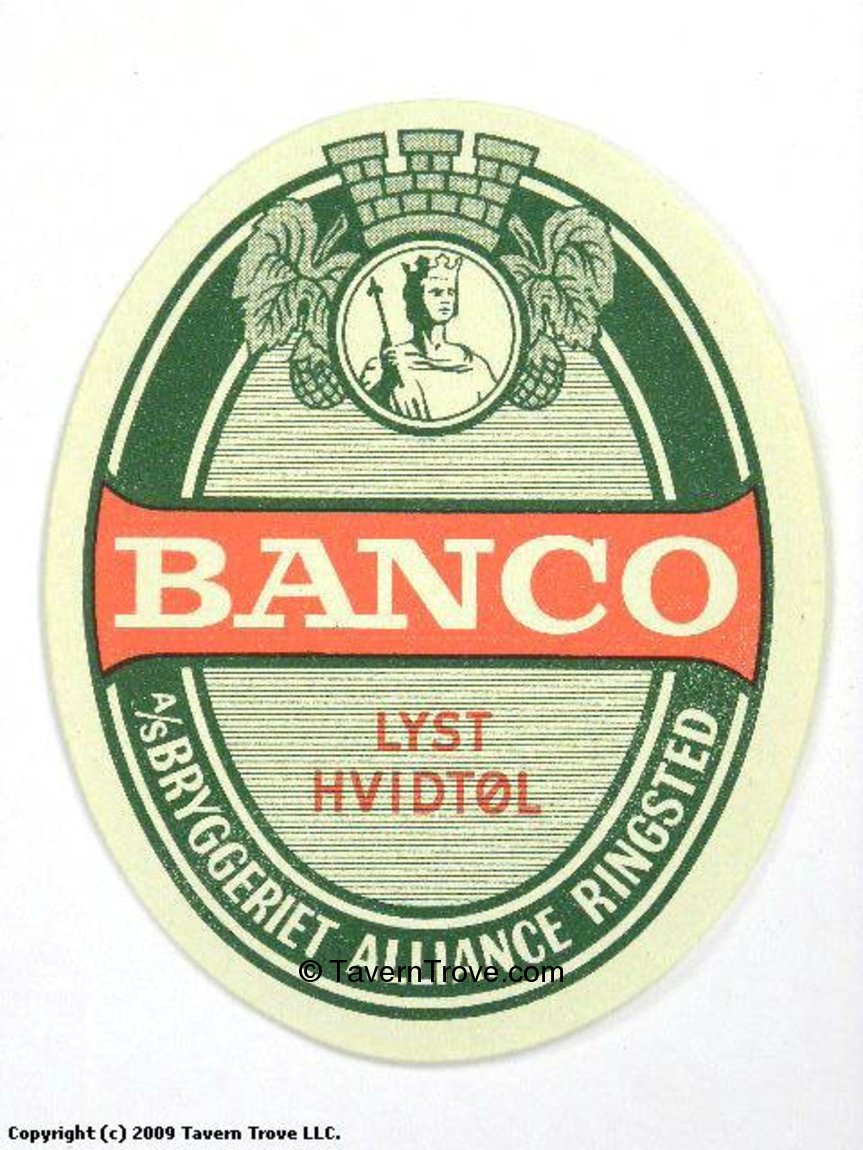 BANCO
LYST
HVIDTØL
A/S BRYGGERIET ALLIANCE RINGSTED
© TavernTrove.com
Copyright (c) 2009 Tavern Trove LLC.